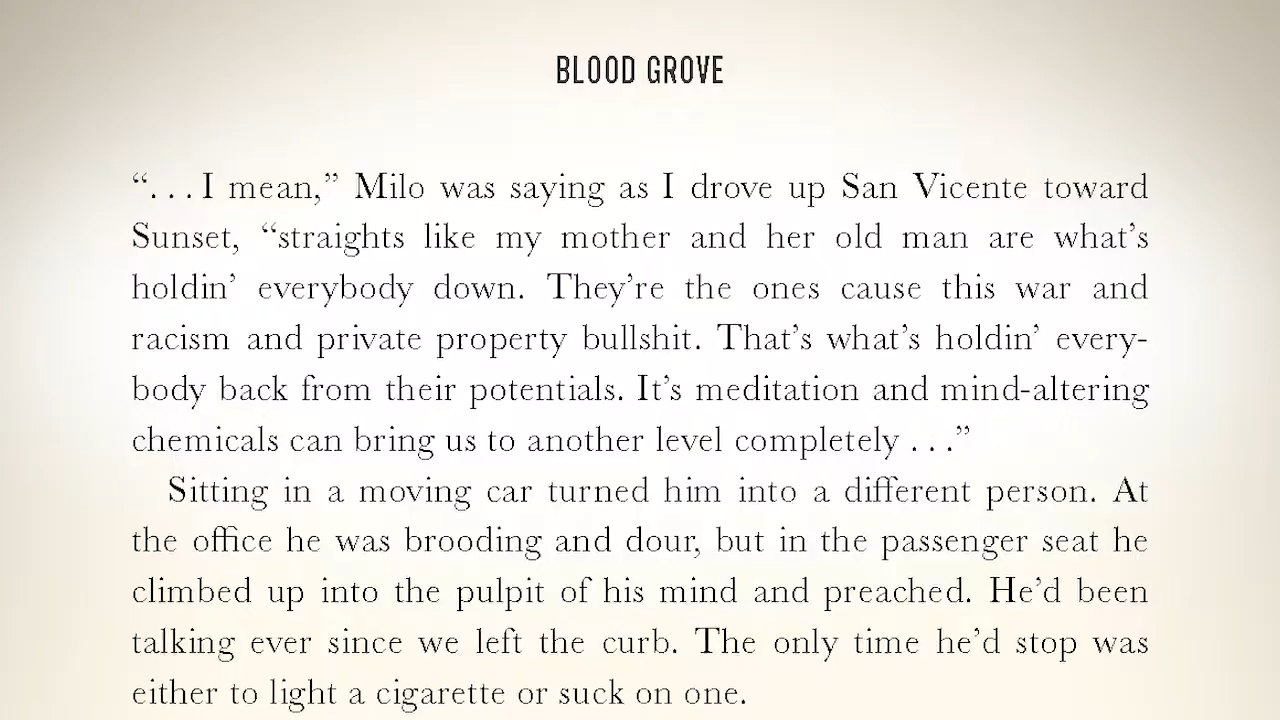 BLOOD GROVE
“. . . I mean,” Milo was saying as I drove up San Vicente toward
Sunset, “straights like my mother and her old man are what’s
holdin’ everybody down. They’re the ones cause this war and
racism and private property bullshit. That’s what’s holdin’ every-
body back from their potentials. It’s meditation and mind-altering
chemicals can bring us to another level completely . . .”
Sitting in a moving car turned him into a different person. At
the office he was brooding and dour, but in the passenger seat he
climbed up into the pulpit of his mind and preached. He’d been
talking ever since we left the curb. The only time he’d stop was
either to light a cigarette or suck on one.